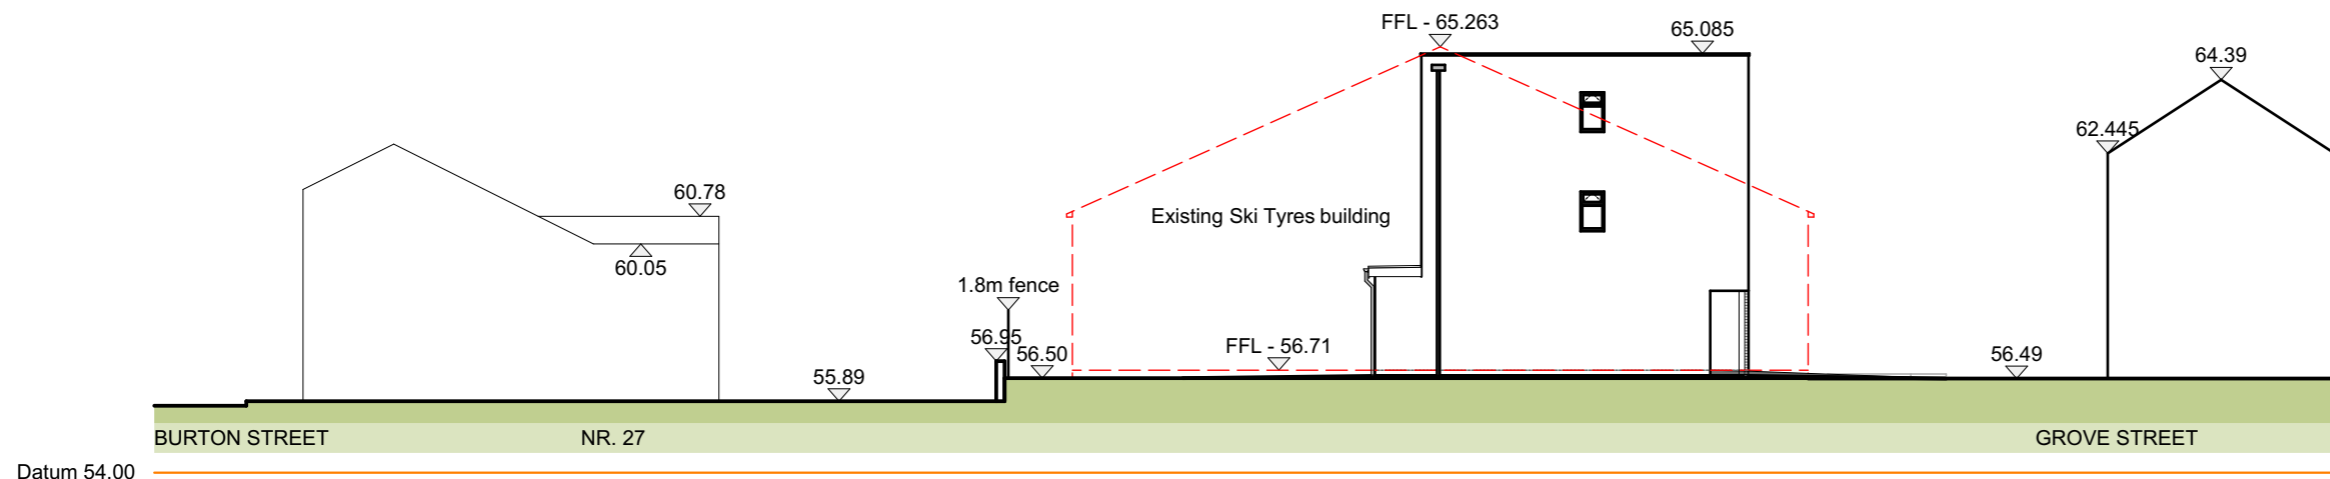 FFL - 65.263
65.085
64.39
62.445
60.78
Existing Ski Tyres building
60.05
1.8m fence
56.95
56.50
FFL - 56.71
56.49
55.89
BURTON STREET
NR. 27
GROVE STREET
Datum 54.00